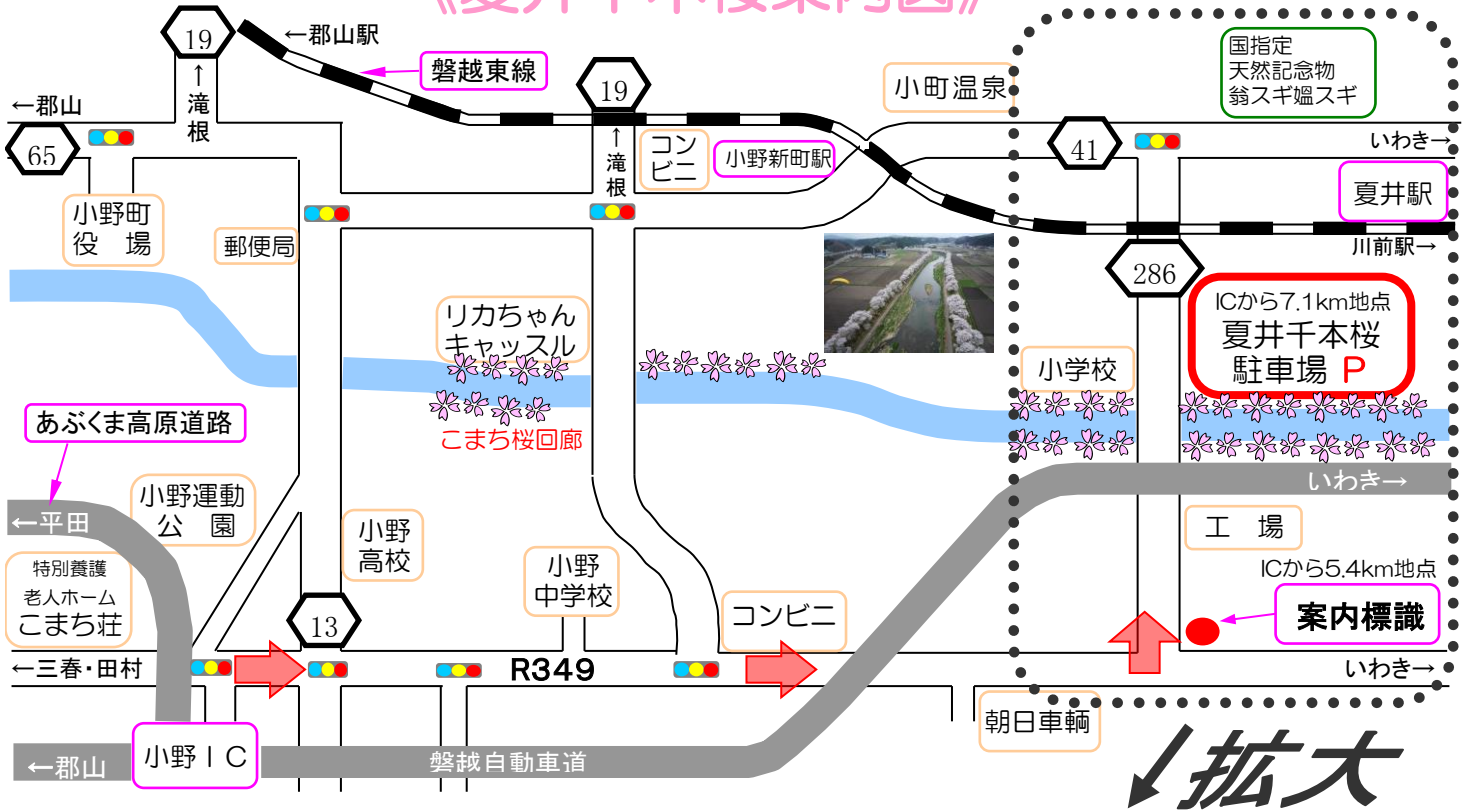 《夏井千本桜案内図》
19
←郡山駅
磐越東線
19
小町温泉
国指定
天然記念物
翁スギ媼スギ
←郡山
↑滝根
65
↑滝根
コン
ビニ
小野新町駅
41
いわき→
夏井駅
小野町
役　場
郵便局
川前駅→
286
ICから7.1km地点
夏井千本桜
駐車場 P
リカちゃん
キャッスル
小学校
こまち桜回廊
あぶくま高原道路
いわき→
←平田
小野運動
公　園
小野
高校
工　場
特別養護
老人ホーム
こまち荘
小野
中学校
コンビニ
ICから5.4km地点
案内標識
13
←三春・田村
R349
いわき→
朝日車輌
←郡山
小野ＩＣ
磐越自動車道
↙拡大